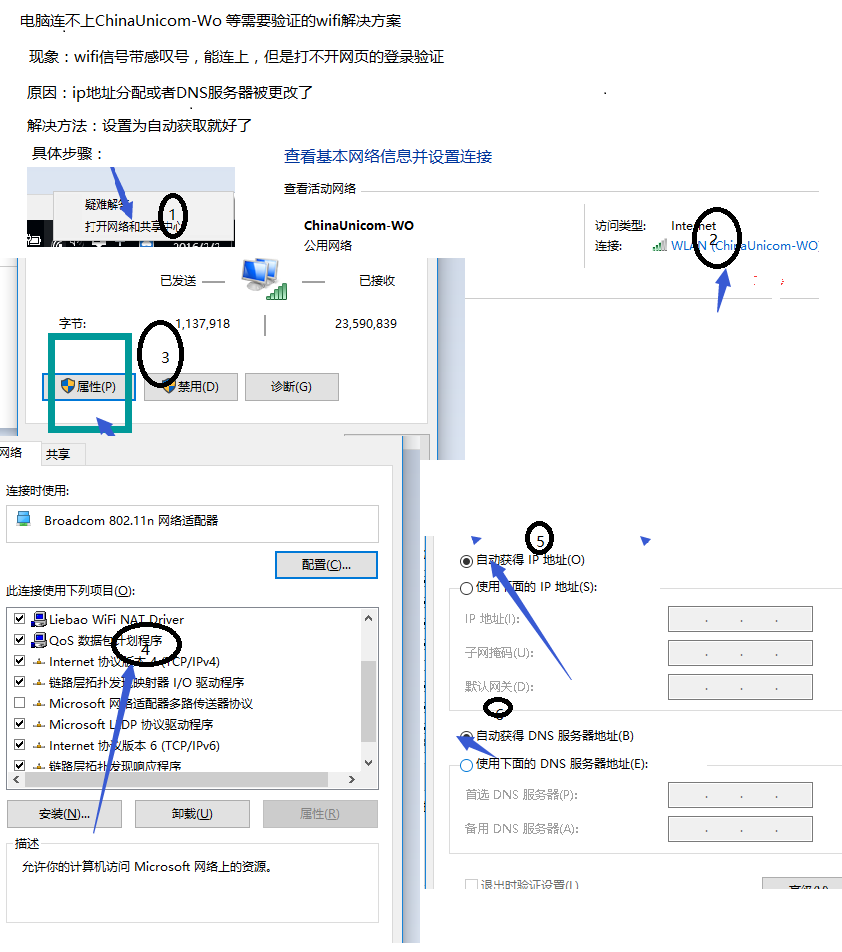 电脑连不上ChinaUnicom-Wo 等需要验证的wifi解决方案
现象：wifi信号带感叹号，能连上，但是打不开网页的登录验证
原因：ip地址分配或者DNS服务器被更改了
解决方法：设置为自动获取就好了
具体步骤：
疑难解答
1
打开网络和共享中心
查看基本网络信息并设置连接
查看活动网络
ChinaUnicom-WO
公用网络
访问类型: Internet
连接: WLAN (ChinaUnicom-WO)
2
已发送 已接收
字节: 1,137,918 23,590,839
3
属性(P) 禁用(D) 诊断(G)
网络 共享
连接时使用:
Broadcom 802.11n 网络适配器
配置(C)...
此连接使用下列项目(O):
Liebao WiFi NAT Driver
QoS 数据包计划程序
4
Internet 协议版本 4 (TCP/IPv4)
链路层拓扑发现映射器 I/O 驱动程序
Microsoft 网络适配器多路传送器协议
Microsoft LLDP 协议驱动程序
Internet 协议版本 6 (TCP/IPv6)
链路层拓扑发现响应程序
安装(N)... 卸载(U) 属性(R)
描述
允许你的计算机访问 Microsoft 网络上的资源。
5
自动获得 IP 地址(O)
使用下面的 IP 地址(S):
IP 地址(I):
子网掩码(U):
默认网关(D):
6
自动获得 DNS 服务器地址(B)
使用下面的 DNS 服务器地址(E):
首选 DNS 服务器(P):
备用 DNS 服务器(A):
退出时验证设置(L)
高级(V)